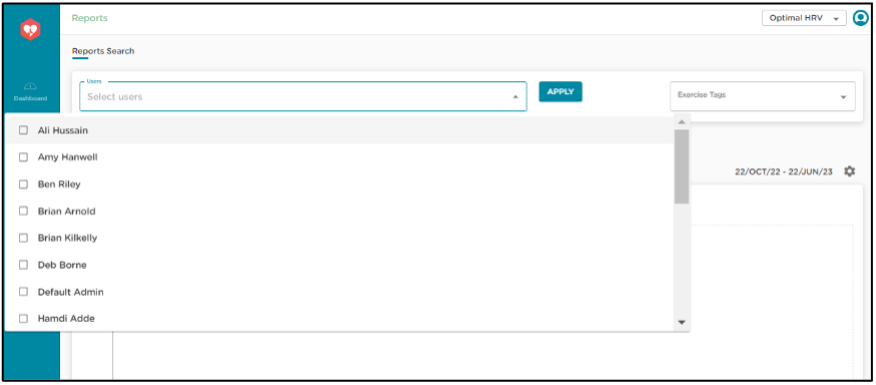 Reports
Optimal HRV
Reports Search
Dashboard
Users
Select users
APPLY
Exercise Tags
Ali Hussain
Amy Hanwell
Ben Riley
Brian Arnold
Brian Kilkelly
Deb Borne
Default Admin
Hamdi Adde
22/OCT/22 - 22/JUN/23